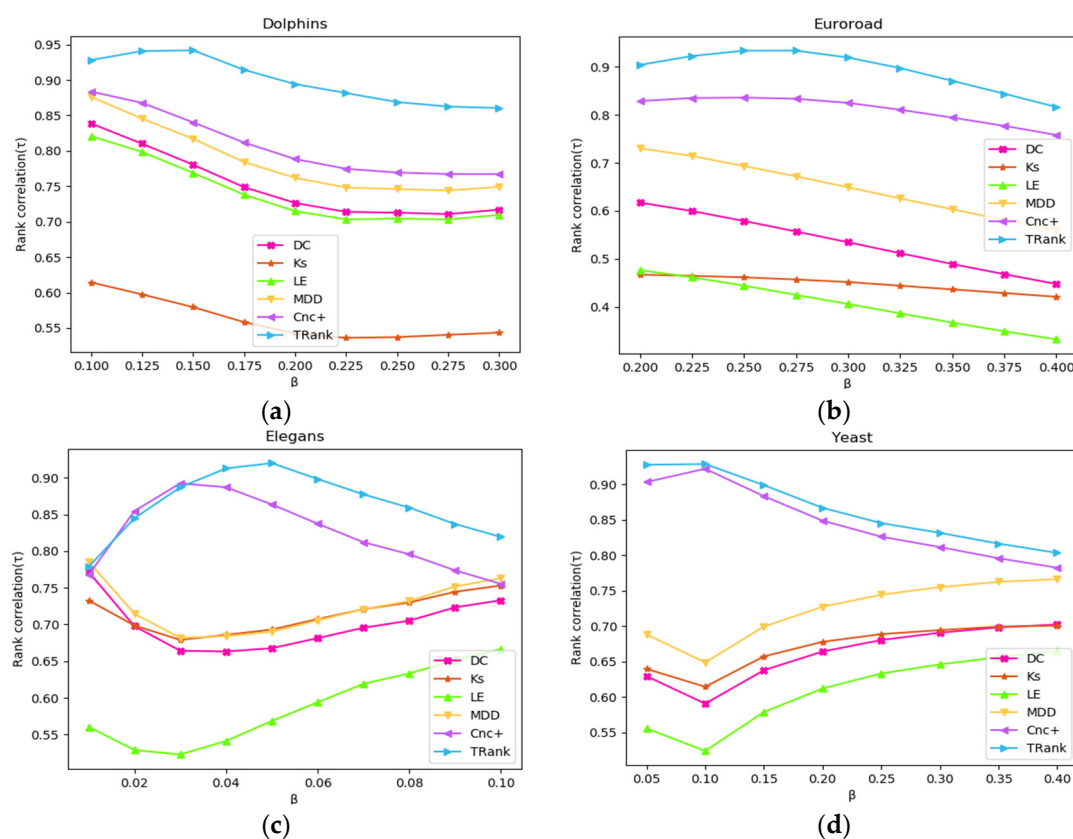 Dolphins
Rank correlation(τ)
0.95
0.90
0.85
0.80
0.75
0.70
0.65
0.60
0.55
DC
Ks
LE
MDD
Cnc+
TRank
0.100 0.125 0.150 0.175 0.200 0.225 0.250 0.275 0.300
β
(a)
Euroroad
Rank correlation(τ)
0.9
0.8
0.7
0.6
0.5
0.4
DC
Ks
LE
MDD
Cnc+
TRank
0.200 0.225 0.250 0.275 0.300 0.325 0.350 0.375 0.400
β
(b)
Elegans
Rank correlation(τ)
0.90
0.85
0.80
0.75
0.70
0.65
0.60
0.55
DC
Ks
LE
MDD
Cnc+
TRank
0.02 0.04 0.06 0.08 0.10
β
(c)
Yeast
Rank correlation(τ)
0.90
0.85
0.80
0.75
0.70
0.65
0.60
0.55
DC
Ks
LE
MDD
Cnc+
TRank
0.05 0.10 0.15 0.20 0.25 0.30 0.35 0.40
β
(d)